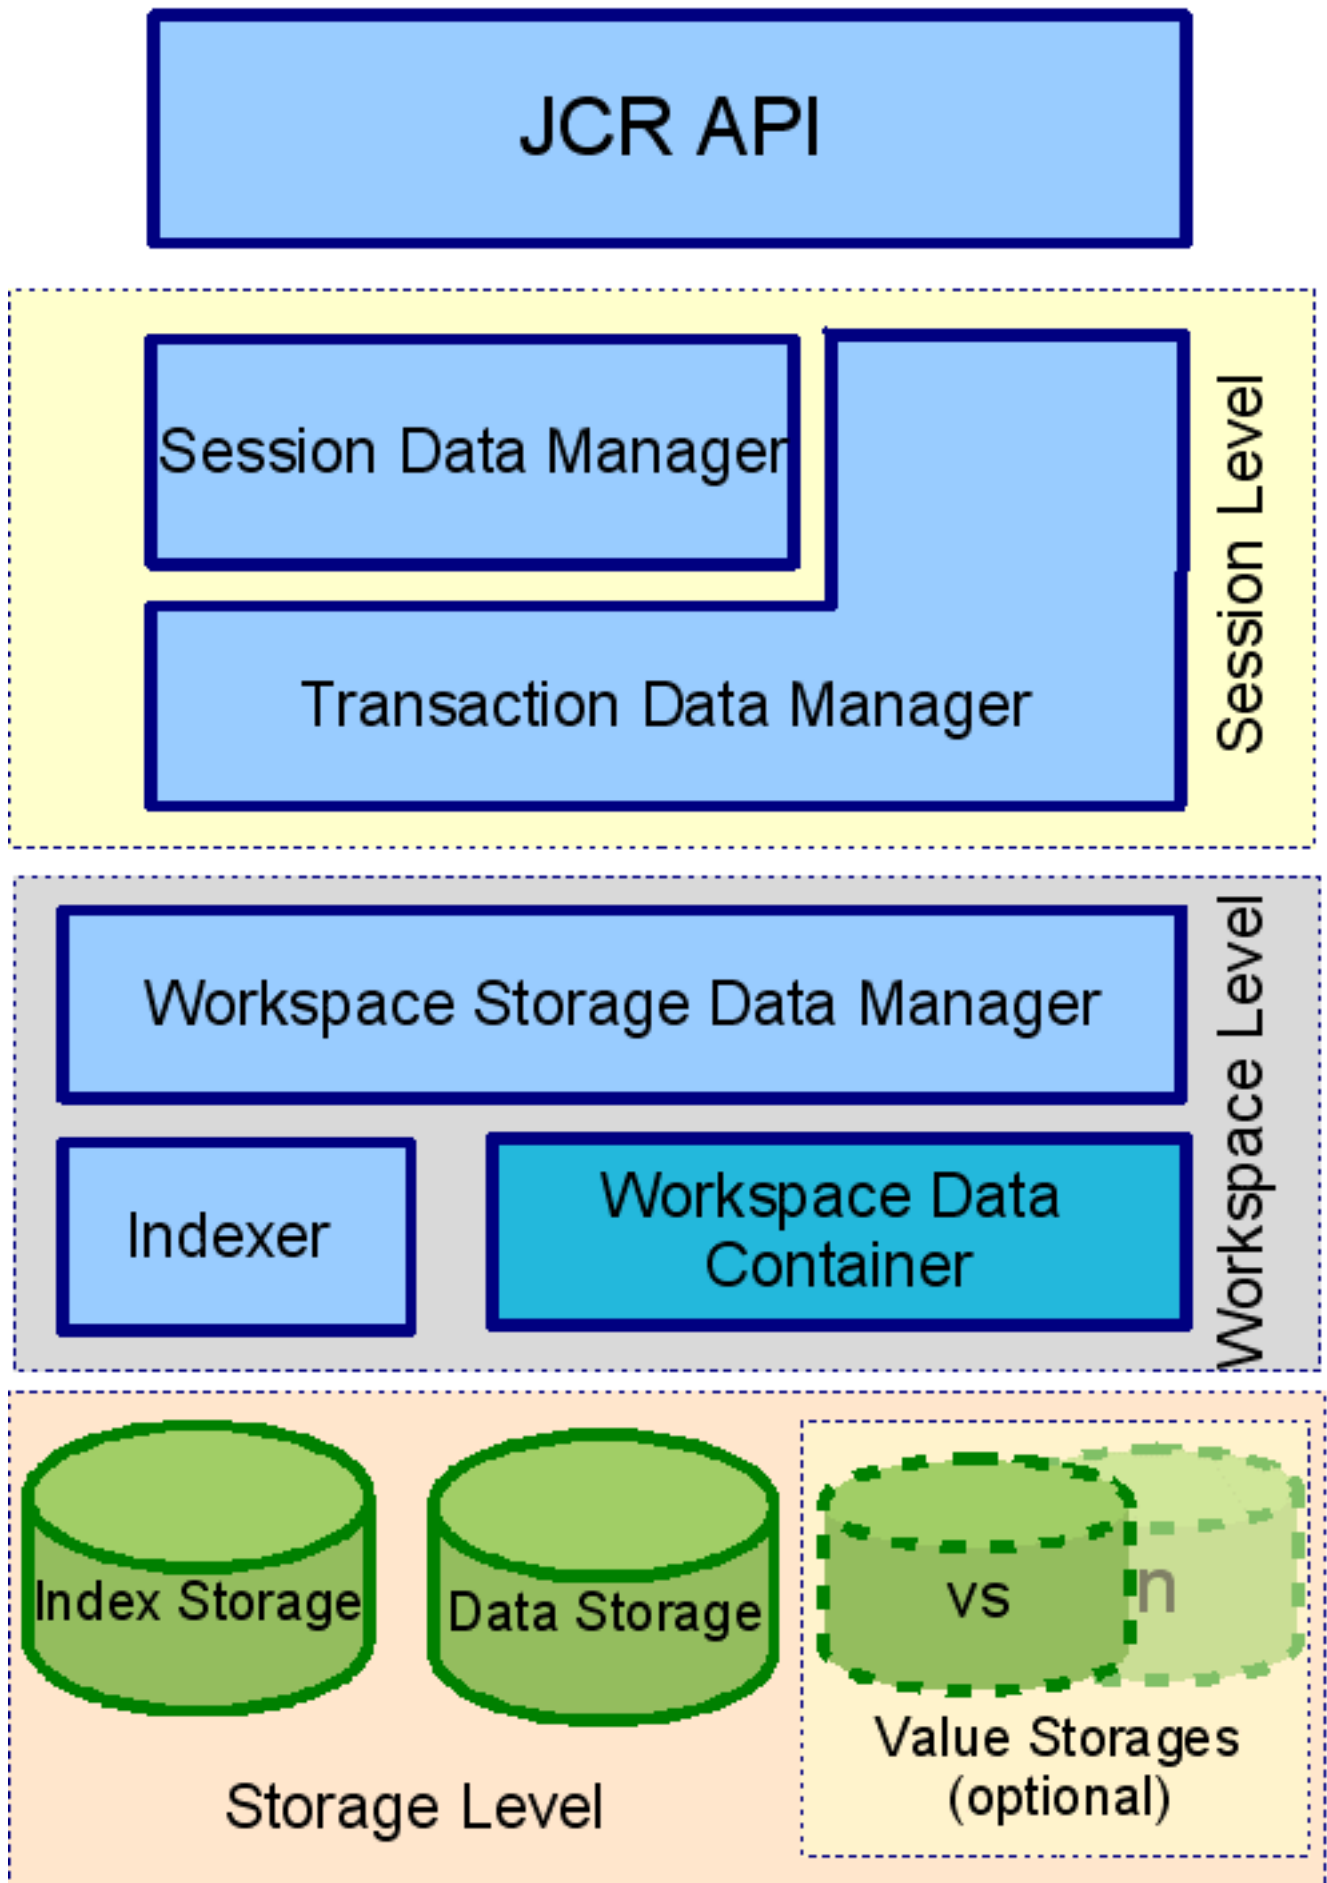 JCR API
Session Data Manager
Transaction Data Manager
Session Level
Workspace Storage Data Manager
Indexer
Workspace Data
Container
Workspace Level
Index Storage
Data Storage
vs
n
Value Storages
(optional)
Storage Level